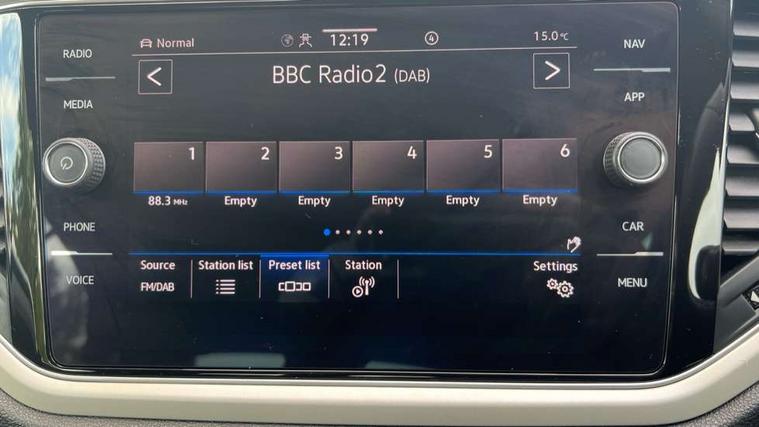 RADIO
MEDIA
PHONE
VOICE
Normal
12:19
4
15.0°C
BBC Radio2 (DAB)
1 2 3 4 5 6
88.3 MHz Empty Empty Empty Empty Empty
Source Station list Preset list Station Settings
FM/DAB
NAV
APP
CAR
MENU